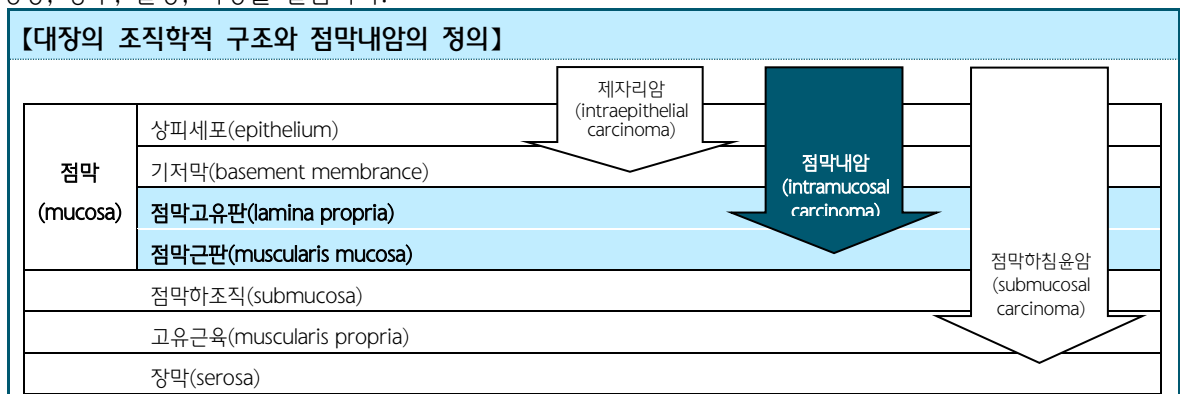 【대장의 조직학적 구조와 점막내암의 정의】
제자리암
(intraepithelial
carcinoma)
상피세포(epithelium)
점막
(mucosa)
기저막(basement membrance)
점막내암
(intramucosal
carcinoma)
점막고유판(lamina propria)
점막근판(muscularis mucosa)
점막하침윤암
(submucosal
carcinoma)
점막하조직(submucosa)
고유근육(muscularis propria)
장막(serosa)